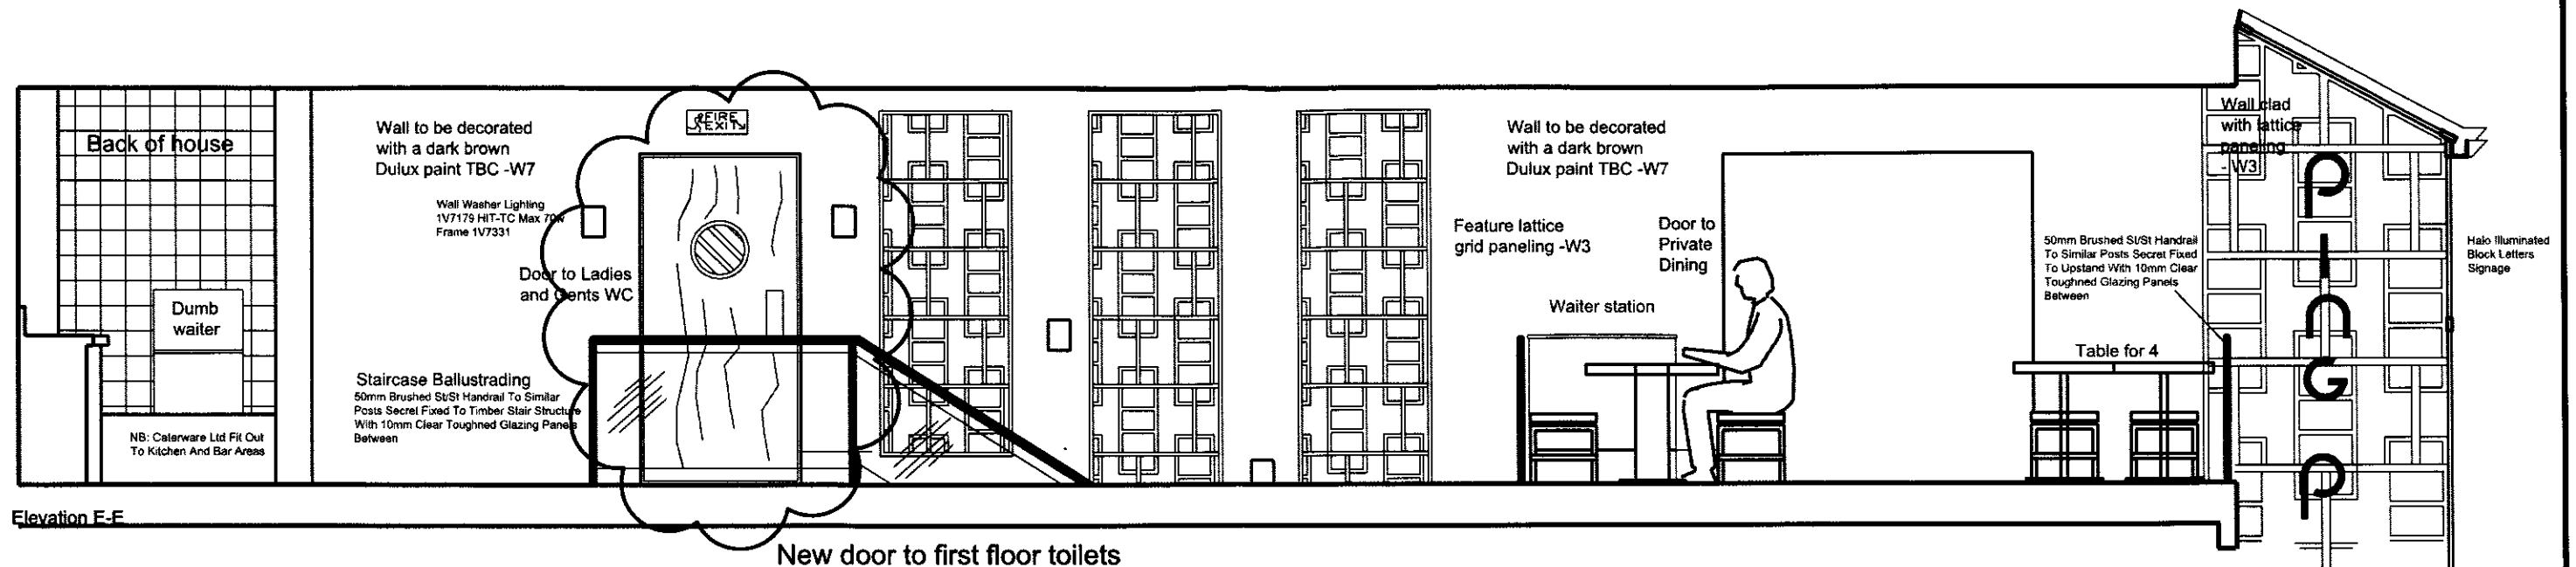 Back of house
Dumb
waiter
NB: Caterware Ltd Fit Out
To Kitchen And Bar Areas
Wall to be decorated
with a dark brown
Dulux paint TBC -W7
Wall Washer Lighting
1V7179 HIT-TC Max 70w
Frame 1V7331
Door to Ladies
and Gents WC
Staircase Ballustrading
50mm Brushed St/St Handrail To Similar
Posts Secret Fixed To Timber Stair Structure
With 10mm Clear Toughned Glazing Panels
Between
FIRE
EXIT
Wall to be decorated
with a dark brown
Dulux paint TBC -W7
Feature lattice
grid paneling -W3
Door to
Private
Dining
Waiter station
50mm Brushed St/St Handrail
To Similar Posts Secret Fixed
To Upstand With 10mm Clear
Toughned Glazing Panels
Between
Table for 4
Wall clad
with lattice
paneling
- W3
Halo Illuminated
Block Letters
Signage
Elevation E-E
New door to first floor toilets